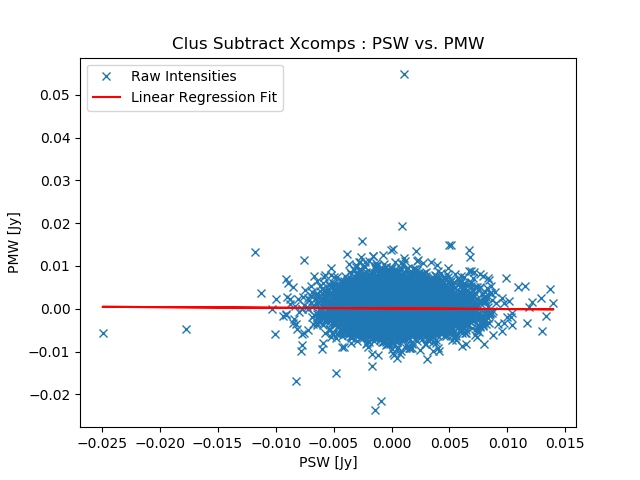 Clus Subtract Xcomps : PSW vs. PMW
Raw Intensities
Linear Regression Fit
PMW [Jy]
0.05
0.04
0.03
0.02
0.01
0.00
−0.01
−0.02
−0.025 −0.020 −0.015 −0.010 −0.005 0.000 0.005 0.010 0.015
PSW [Jy]